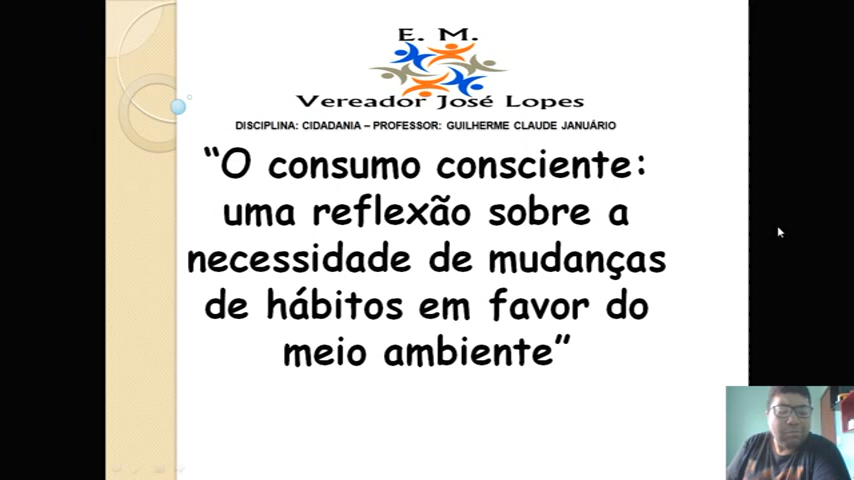 E. M.
Vereador José Lopes
DISCIPLINA: CIDADANIA – PROFESSOR: GUILHERME CLAUDE JANUÁRIO
“O consumo consciente:
uma reflexão sobre a
necessidade de mudanças
de hábitos em favor do
meio ambiente”